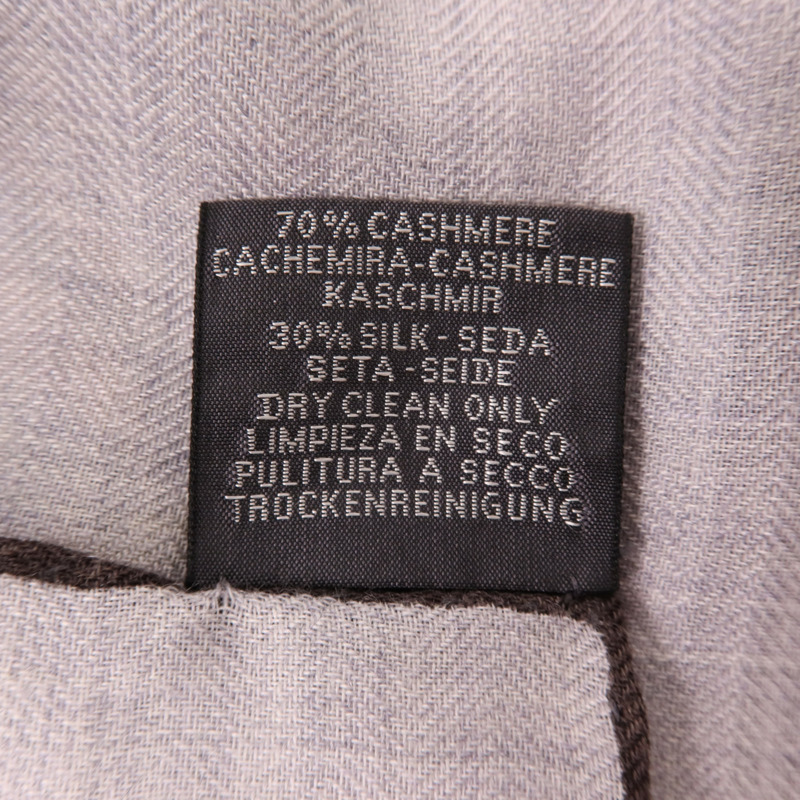 70% CASHMERE
CACHEMIRA-CASHMERE
KASCHMIR
30% SILK - SEDA
SETA - SEIDE
DRY CLEAN ONLY
LIMPIEZA EN SECO
PULITURA A SECCO
TROCKENREINIGUNG